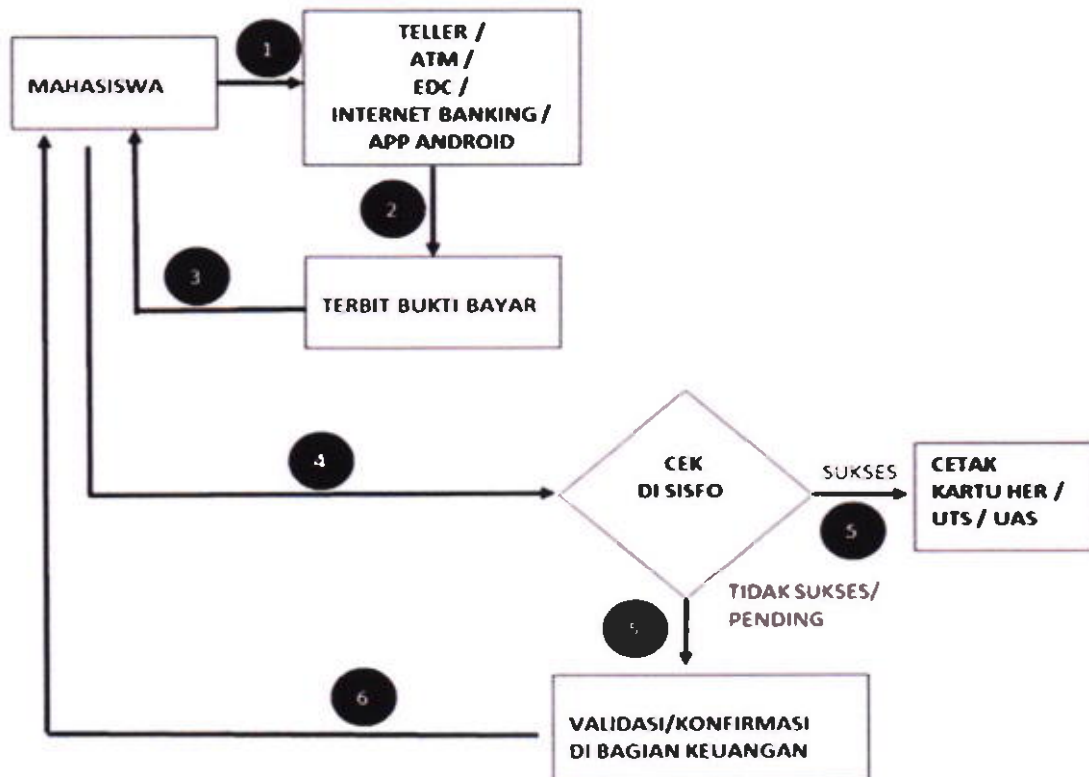 1
MAHASISWA
TELLER /
ATM /
EDC /
INTERNET BANKING /
APP ANDROID
2
3
TERBIT BUKTI BAYAR
4
CEK
DI SISFO
SUKSES
5
CETAK
KARTU HER /
UTS / UAS
TIDAK SUKSES/
PENDING
5
6
VALIDASI/KONFIRMASI
DI BAGIAN KEUANGAN